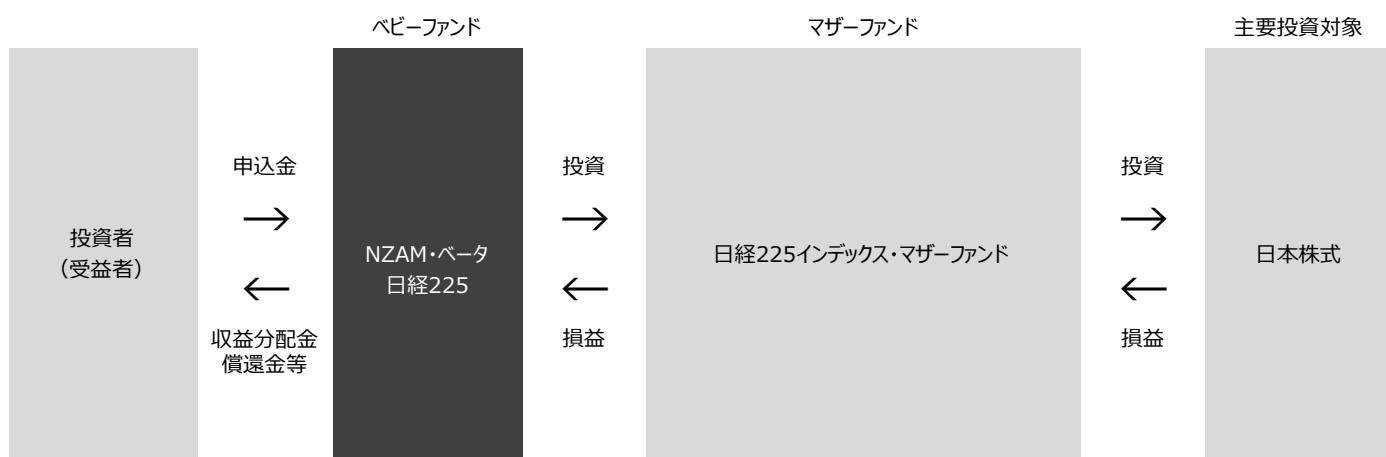 ベビーファンド
マザーファンド
主要投資対象
投資者
（受益者）
申込金
→
←
収益分配金
償還金等
NZAM・ベータ
日経225
投資
→
←
損益
日経225インデックス・マザーファンド
投資
→
←
損益
日本株式